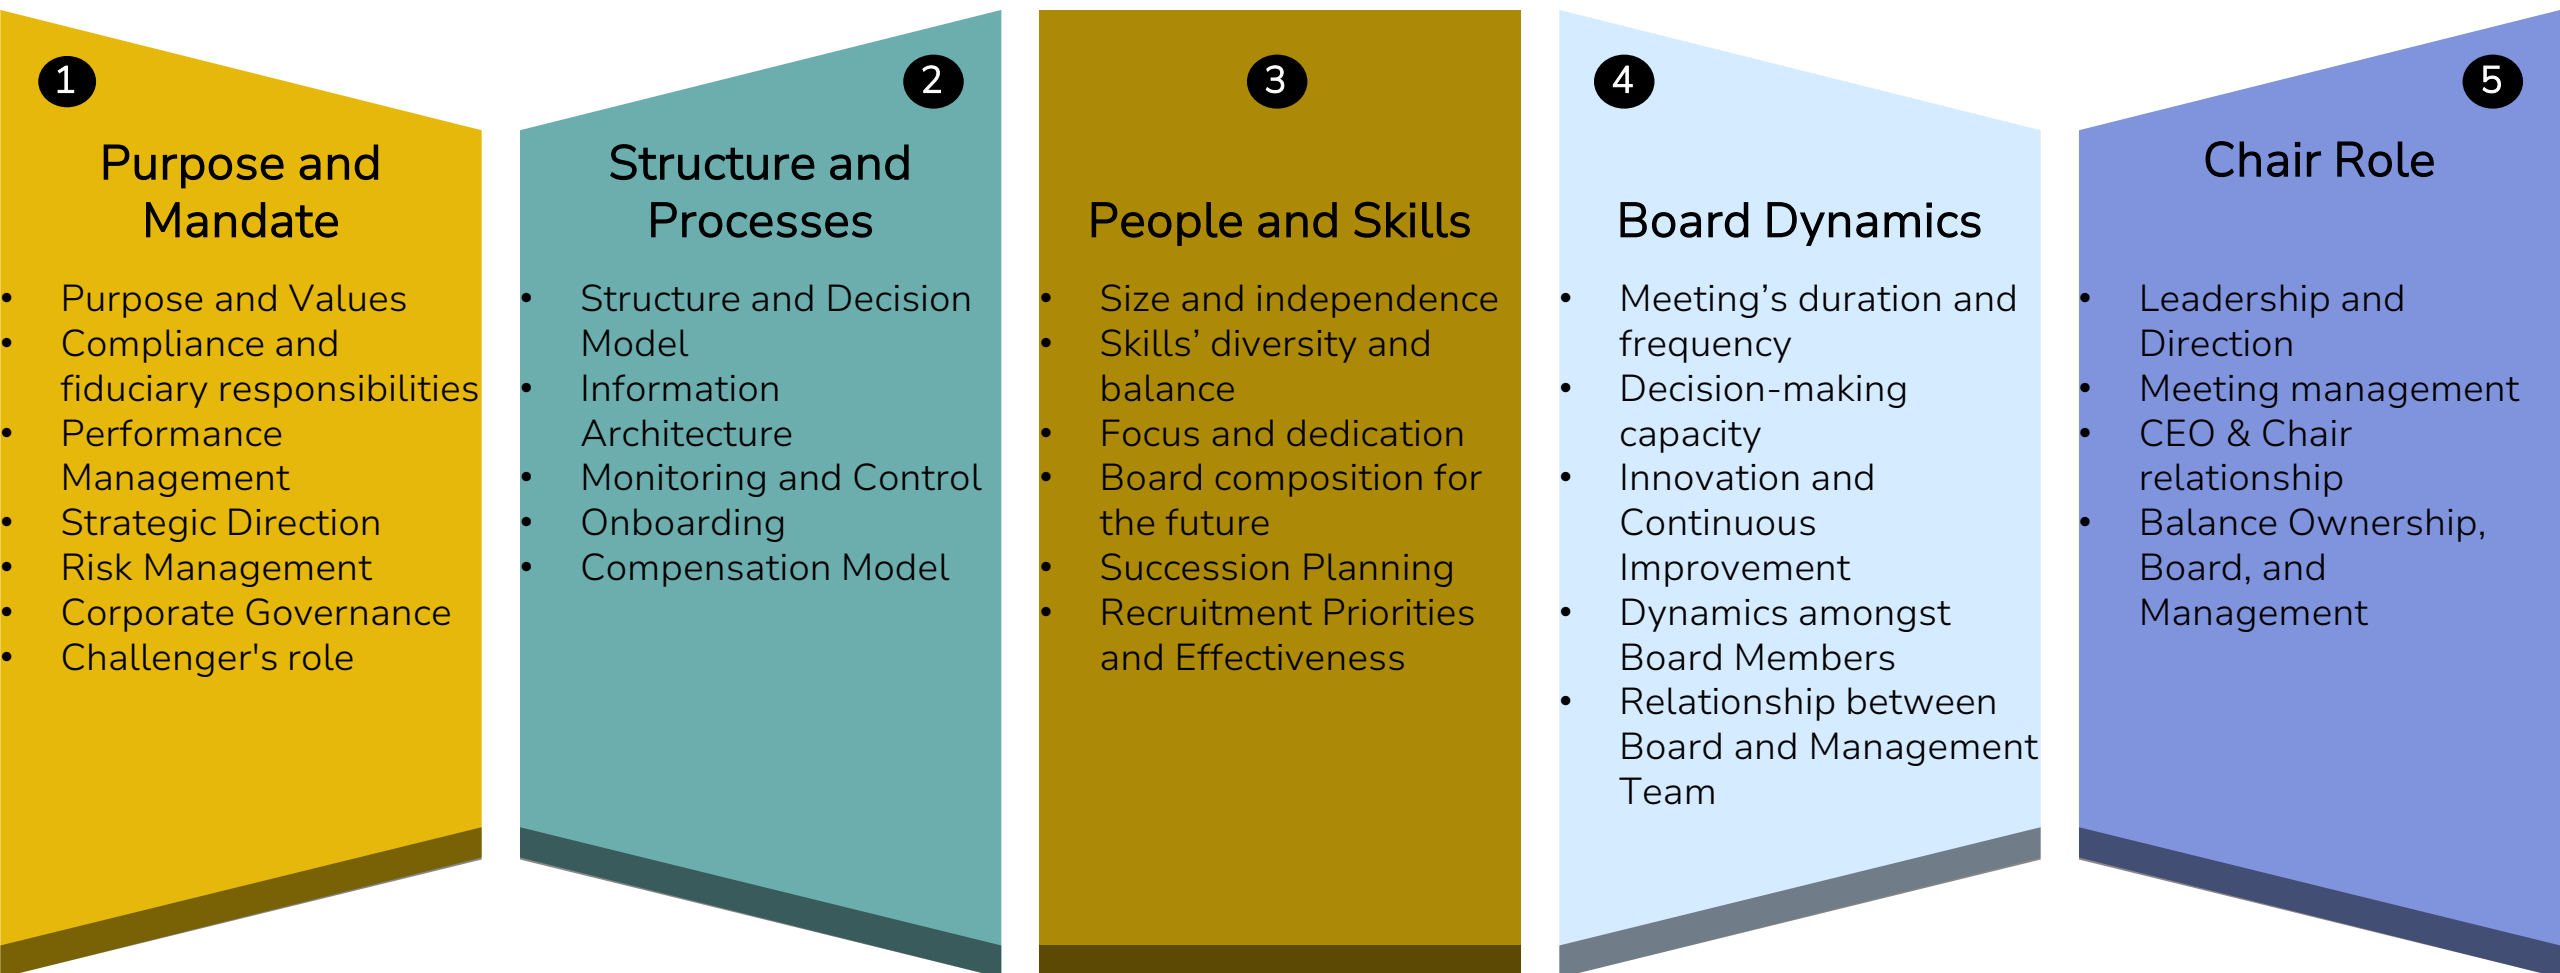 1
Purpose and
Mandate
• Purpose and Values
• Compliance and
fiduciary responsibilities
• Performance
Management
• Strategic Direction
• Risk Management
• Corporate Governance
• Challenger's role
2
Structure and
Processes
• Structure and Decision
Model
• Information
Architecture
• Monitoring and Control
• Onboarding
• Compensation Model
3
People and Skills
• Size and independence
• Skills’ diversity and
balance
• Focus and dedication
• Board composition for
the future
• Succession Planning
• Recruitment Priorities
and Effectiveness
4
Board Dynamics
• Meeting’s duration and
frequency
• Decision-making
capacity
• Innovation and
Continuous
Improvement
• Dynamics amongst
Board Members
• Relationship between
Board and Management
Team
5
Chair Role
• Leadership and
Direction
• Meeting management
• CEO & Chair
relationship
• Balance Ownership,
Board, and
Management